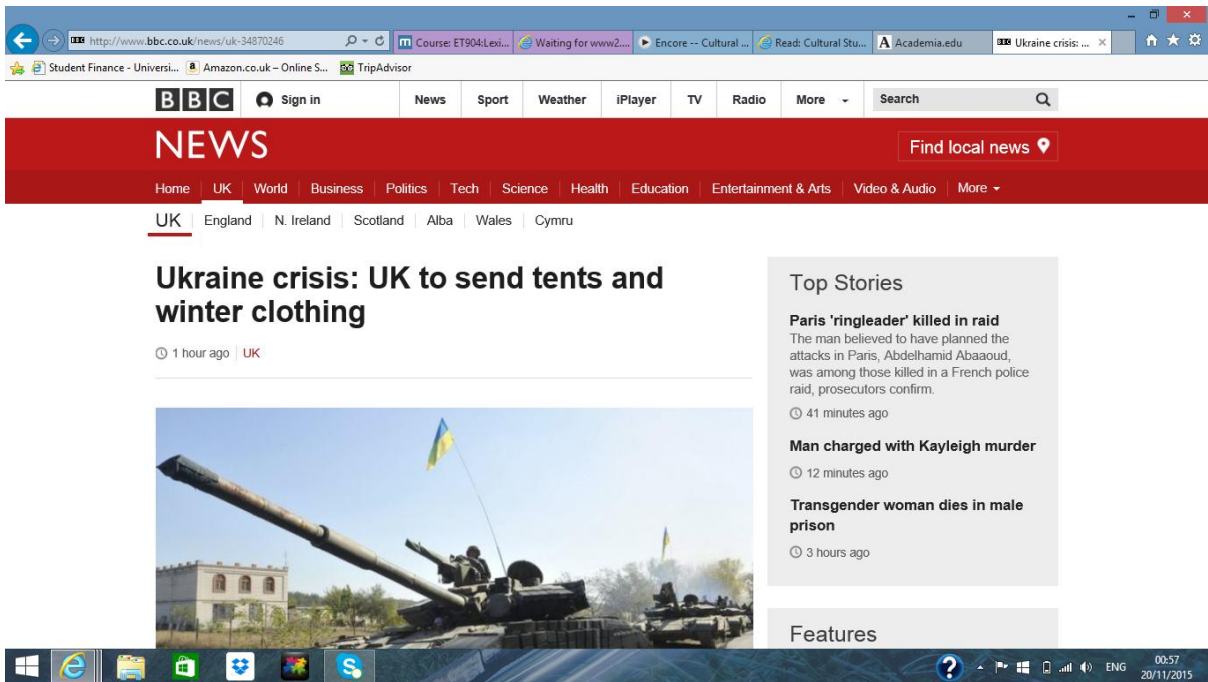 http://www.bbc.co.uk/news/uk-34870246
Course: ET904:Lexi...
Waiting for www2....
Encore -- Cultural ...
Read: Cultural Stu...
Academia.edu
Ukraine crisis: ...
Student Finance - Universi...
Amazon.co.uk – Online S...
TripAdvisor
BBC
Sign in
News
Sport
Weather
iPlayer
TV
Radio
More
Search
NEWS
Find local news
Home
UK
World
Business
Politics
Tech
Science
Health
Education
Entertainment & Arts
Video & Audio
More
UK
England
N. Ireland
Scotland
Alba
Wales
Cymru
Ukraine crisis: UK to send tents and
winter clothing
1 hour ago
UK
Top Stories
Paris 'ringleader' killed in raid
The man believed to have planned the
attacks in Paris, Abdelhamid Abaaoud,
was among those killed in a French police
raid, prosecutors confirm.
41 minutes ago
Man charged with Kayleigh murder
12 minutes ago
Transgender woman dies in male
prison
3 hours ago
Features
ENG
00:57
20/11/2015